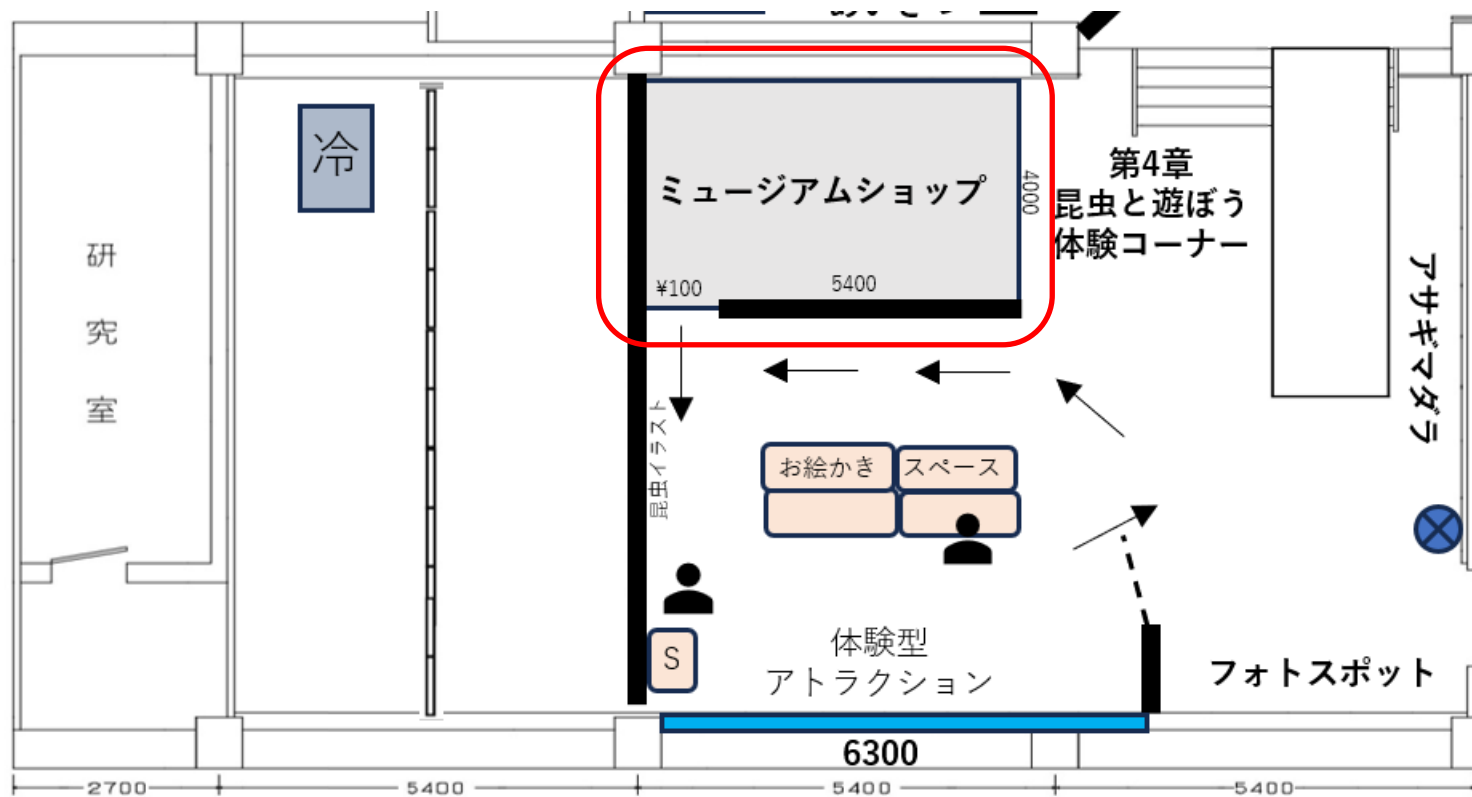 冷
ミュージアムショップ
4000
¥100
5400
第4章
昆虫と遊ぼう
体験コーナー
研究室
アサギマダラ
昆虫イラスト
お絵かき スペース
S
体験型
アトラクション
フォトスポット
6300
2700 5400 5400 5400